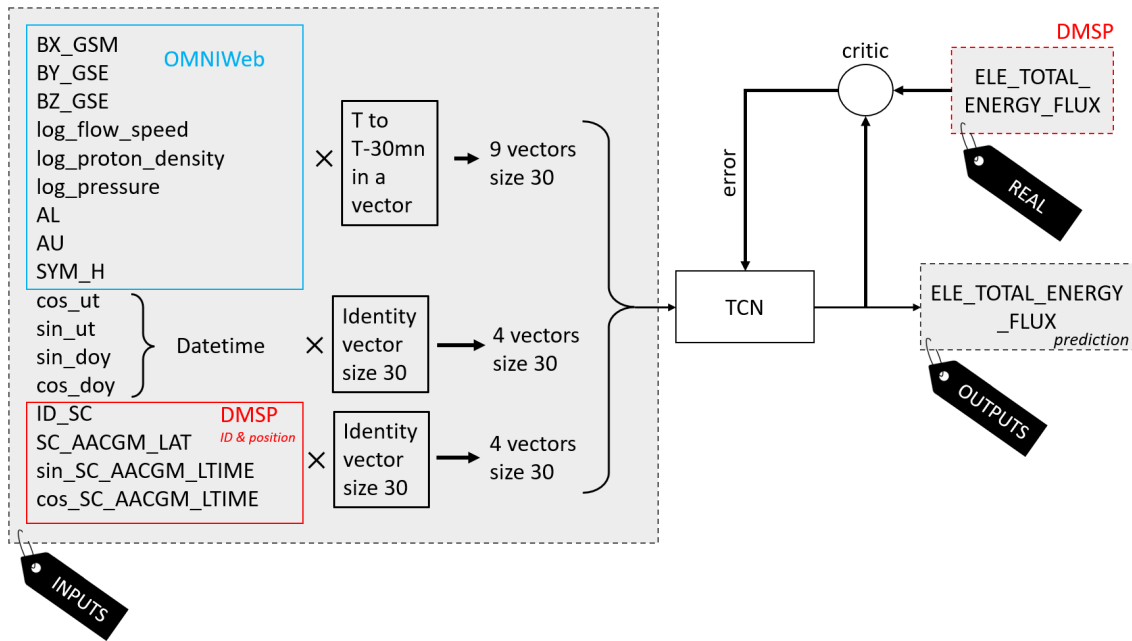 BX_GSM
OMNIWeb
BY_GSE
BZ_GSE
log_flow_speed
log_proton_density
log_pressure
AL
AU
SYM_H
×
T to
T-30mn
in a
vector
9 vectors
size 30
cos_ut
sin_ut
sin_doy
cos_doy
Datetime
×
Identity
vector
size 30
4 vectors
size 30
ID_SC
DMSP
ID & position
SC_AACGM_LAT
sin_SC_AACGM_LTIME
cos_SC_AACGM_LTIME
×
Identity
vector
size 30
4 vectors
size 30
INPUTS
TCN
error
critic
DMSP
ELE_TOTAL_
ENERGY_FLUX
REAL
ELE_TOTAL_ENERGY
_FLUX
prediction
OUTPUTS